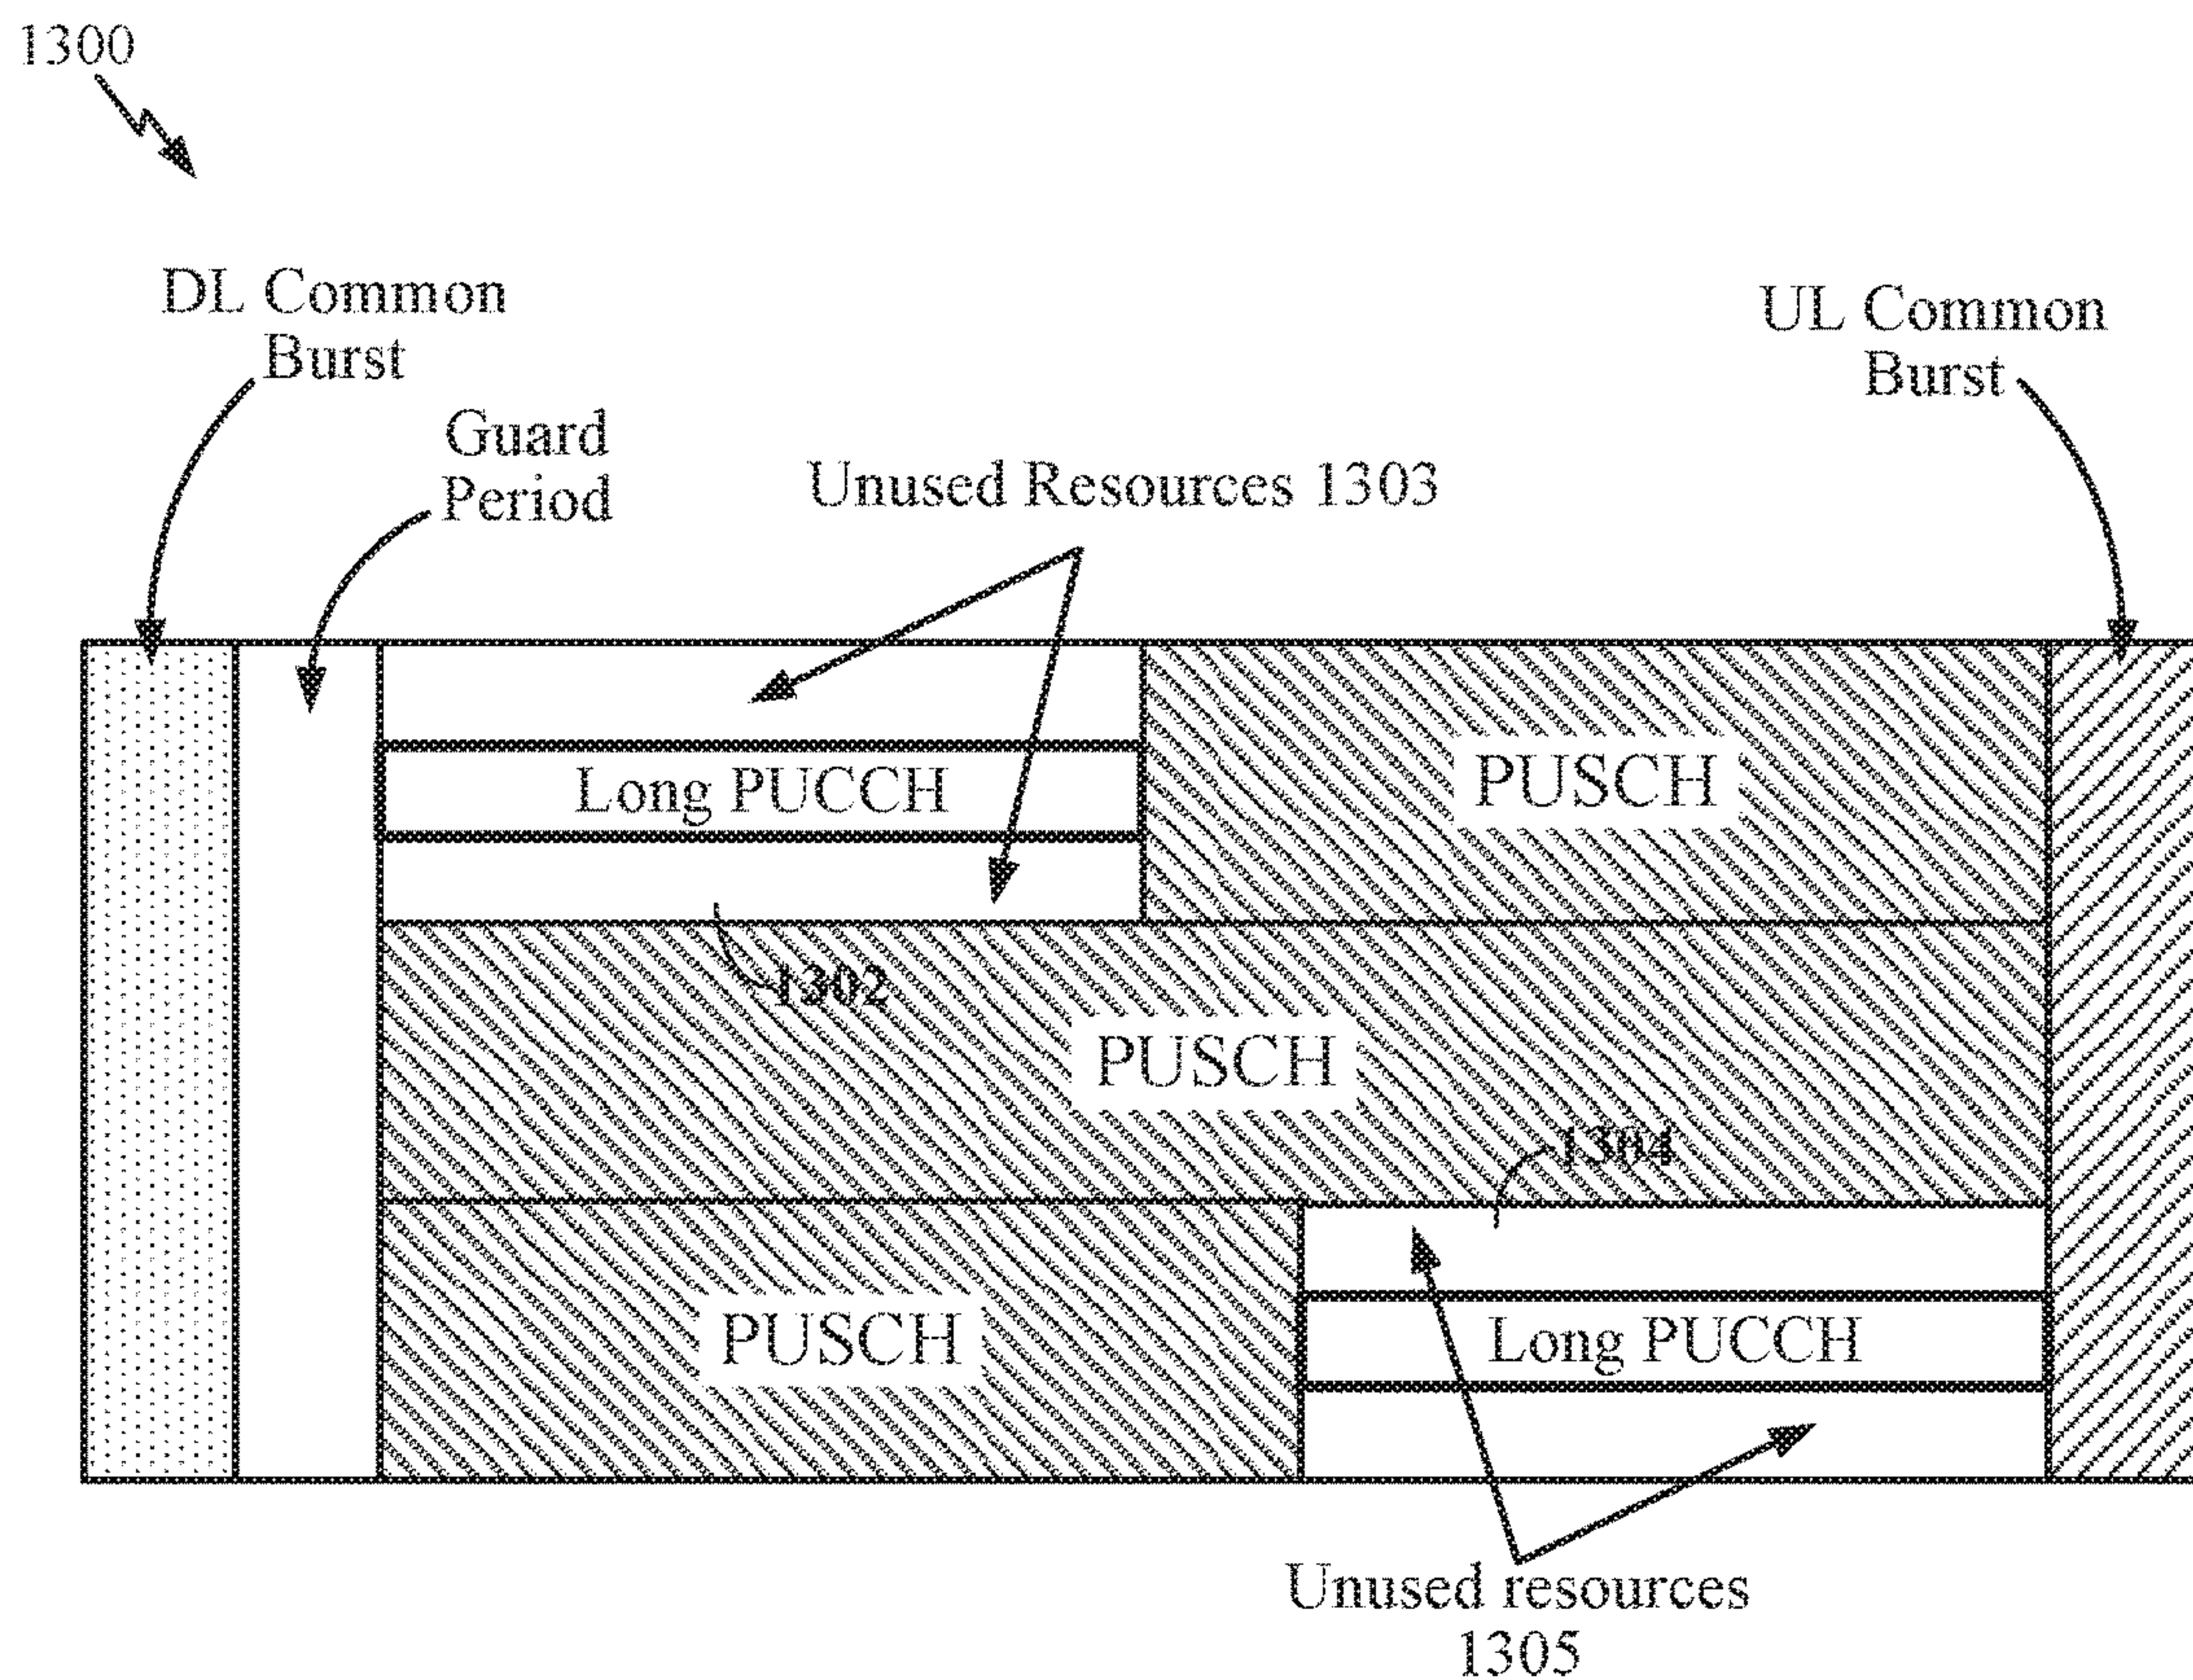 1300
DL Common
Burst
UL Common
Burst
Guard
Period
Unused Resources 1303
Long PUCCH
PUSCH
1302
PUSCH
1304
PUSCH
Long PUCCH
Unused resources
1305